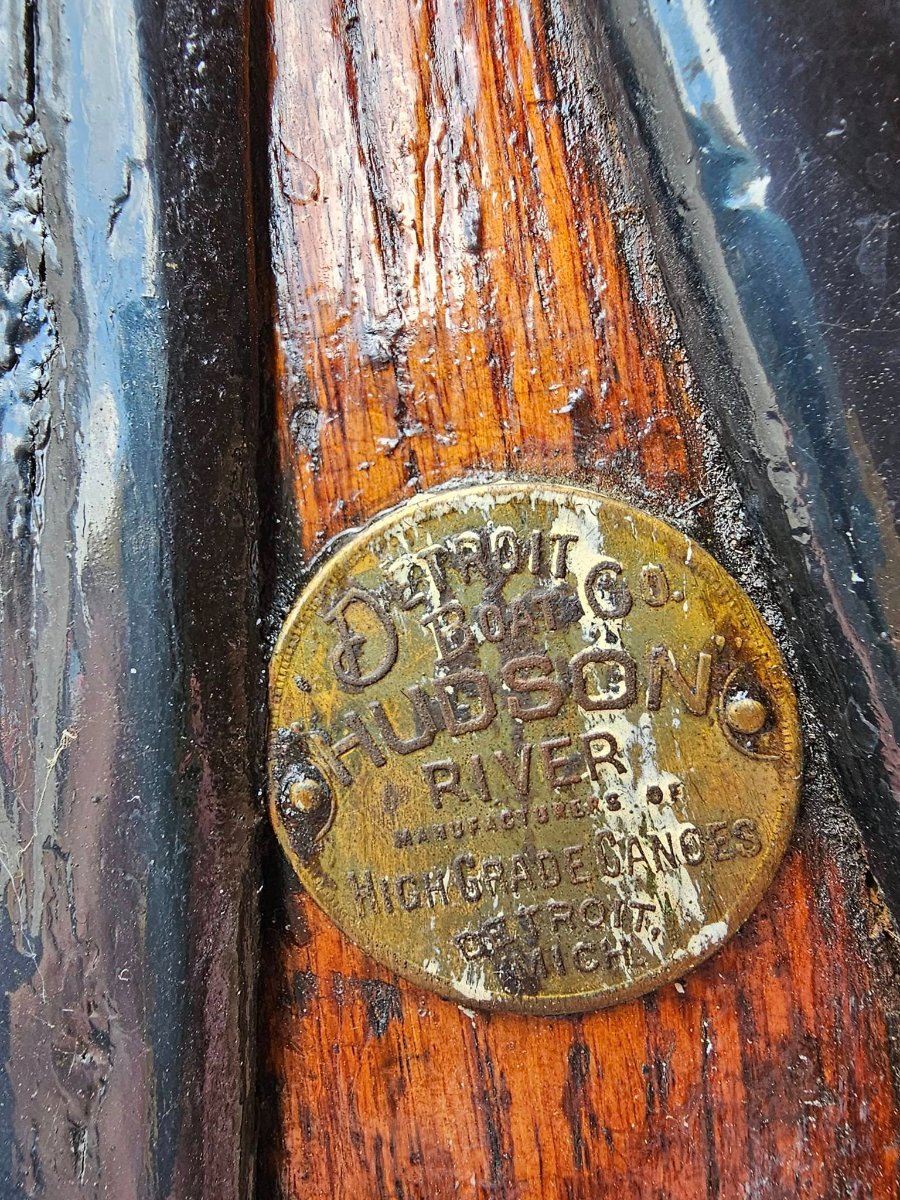 DETROIT
BOAT CO.
HUDSON
RIVER
MANUFACTURERS OF
HIGH GRADE CANOES
DETROIT,
MICH.